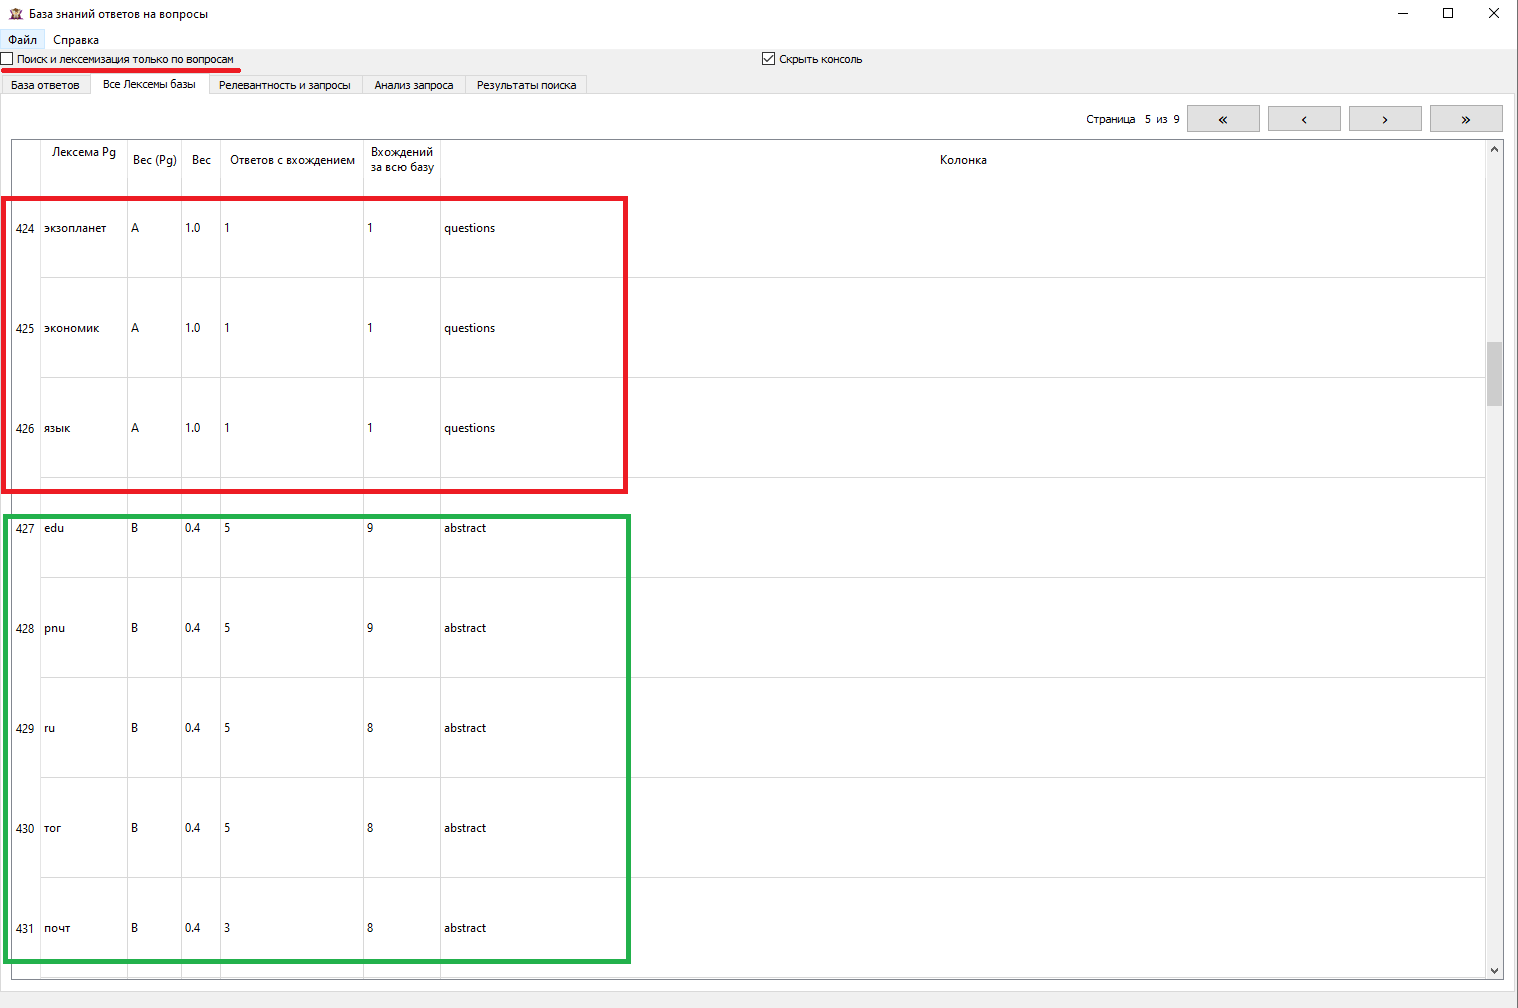 База знаний ответов на вопросы
Файл Справка
Поиск и лексемизация только по вопросам Скрыть консоль
База ответов Все Лексемы базы Релевантность и запросы Анализ запроса Результаты поиска
Страница 5 из 9 « ‹ › »
Лексема Pg Вес (Pg) Вес Ответов с вхождением Вхождений за всю базу Колонка
424 экзопланет A 1.0 1 1 questions
425 экономик A 1.0 1 1 questions
426 язык A 1.0 1 1 questions
427 edu B 0.4 5 9 abstract
428 pnu B 0.4 5 9 abstract
429 ru B 0.4 5 8 abstract
430 тог B 0.4 5 8 abstract
431 почт B 0.4 3 8 abstract